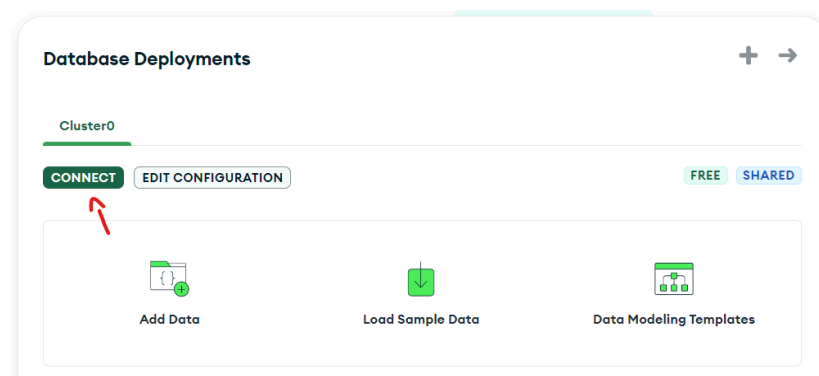 Database Deployments
Cluster0
CONNECT EDIT CONFIGURATION FREE SHARED
Add Data Load Sample Data Data Modeling Templates